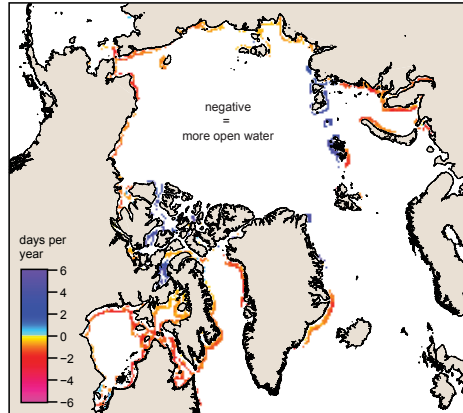 negative
=
more open water
days per
year
6
4
2
0
−2
−4
−6